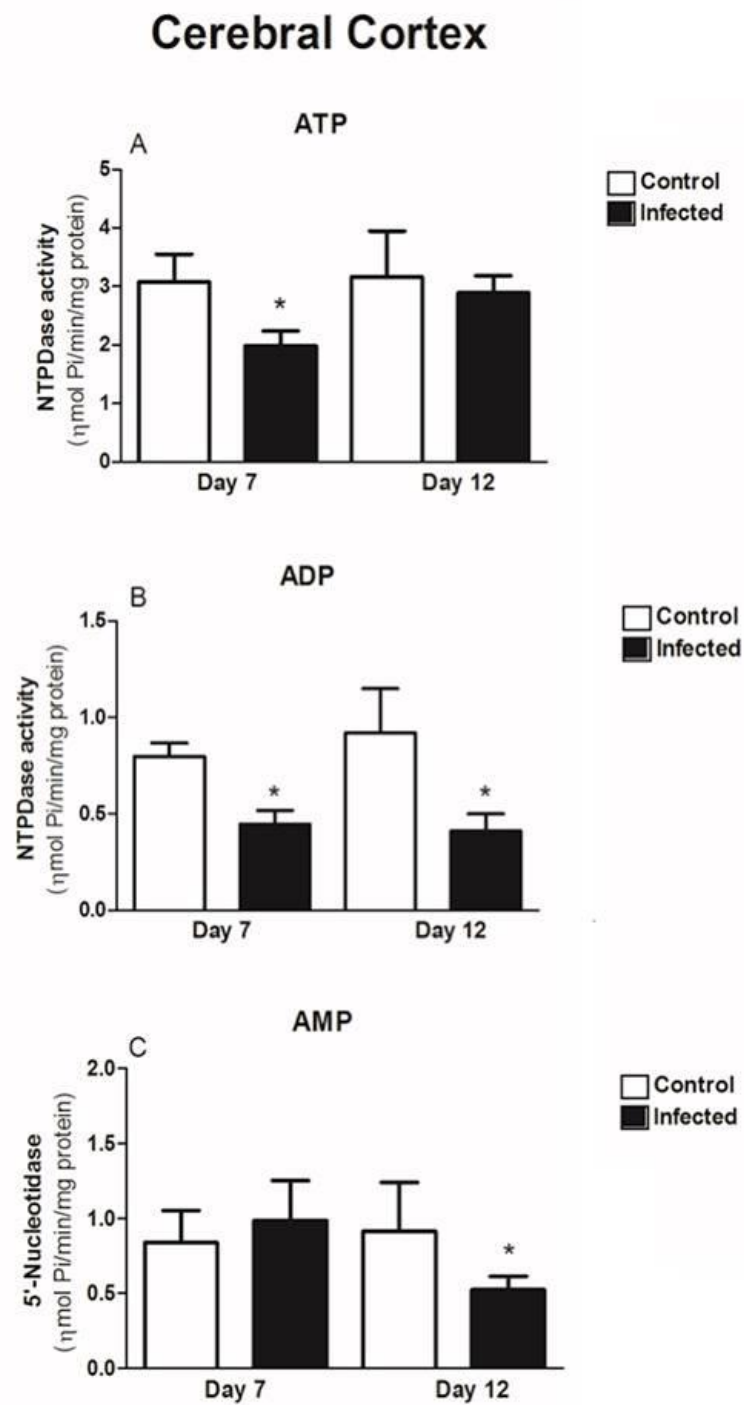 Cerebral Cortex
ATP
A
Control
Infected
NTPDase activity
(ηmol Pi/min/mg protein)
5
4
3
2
1
0
*
Day 7
Day 12
ADP
B
Control
Infected
NTPDase activity
(ηmol Pi/min/mg protein)
1.5
1.0
0.5
0.0
*
*
Day 7
Day 12
AMP
C
Control
Infected
5'-Nucleotidase
(ηmol Pi/min/mg protein)
2.0
1.5
1.0
0.5
0.0
*
Day 7
Day 12